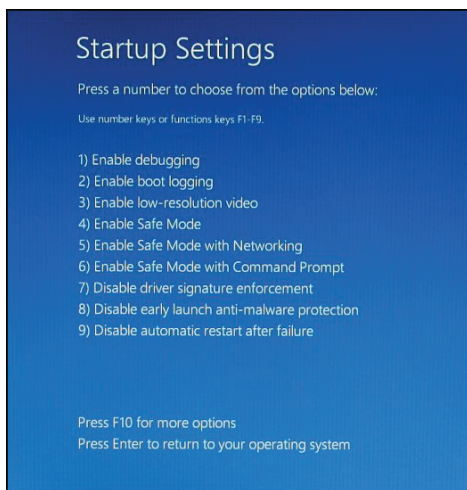 Startup Settings
Press a number to choose from the options below:
Use number keys or functions keys F1-F9.
1) Enable debugging
2) Enable boot logging
3) Enable low-resolution video
4) Enable Safe Mode
5) Enable Safe Mode with Networking
6) Enable Safe Mode with Command Prompt
7) Disable driver signature enforcement
8) Disable early launch anti-malware protection
9) Disable automatic restart after failure
Press F10 for more options
Press Enter to return to your operating system